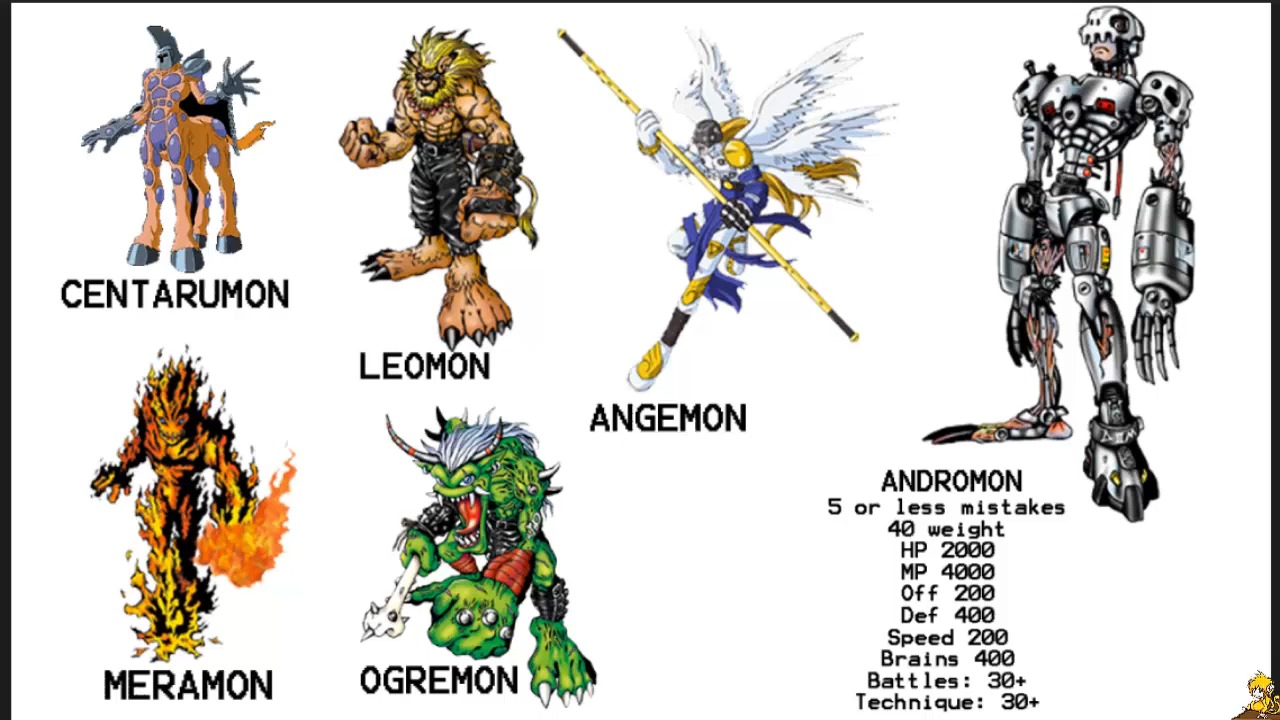 CENTARUMON
LEOMON
ANGEMON
MERAMON
OGREMON
ANDROMON
5 or less mistakes
40 weight
HP 2000
MP 4000
Off 200
Def 400
Speed 200
Brains 400
Battles: 30+
Technique: 30+